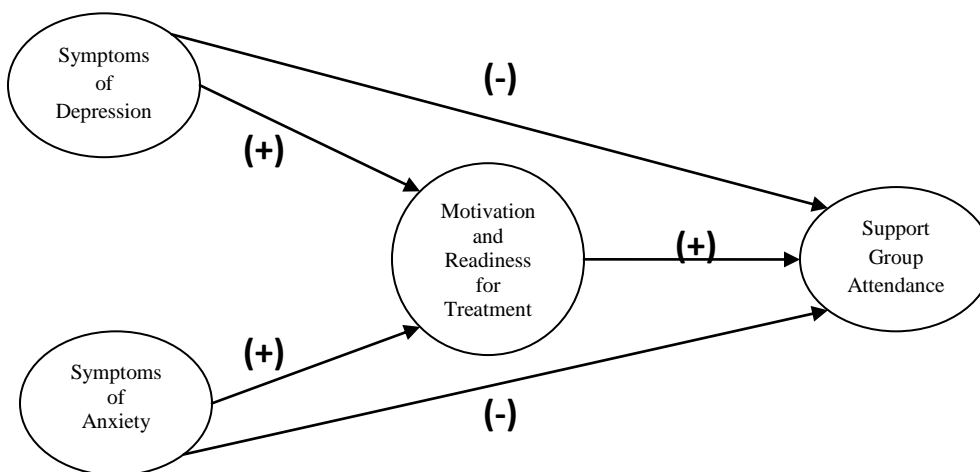 Symptoms
of
Depression
(-)
(+)
Motivation
and
Readiness
for
Treatment
(+)
Support
Group
Attendance
Symptoms
of
Anxiety
(+)
(-)